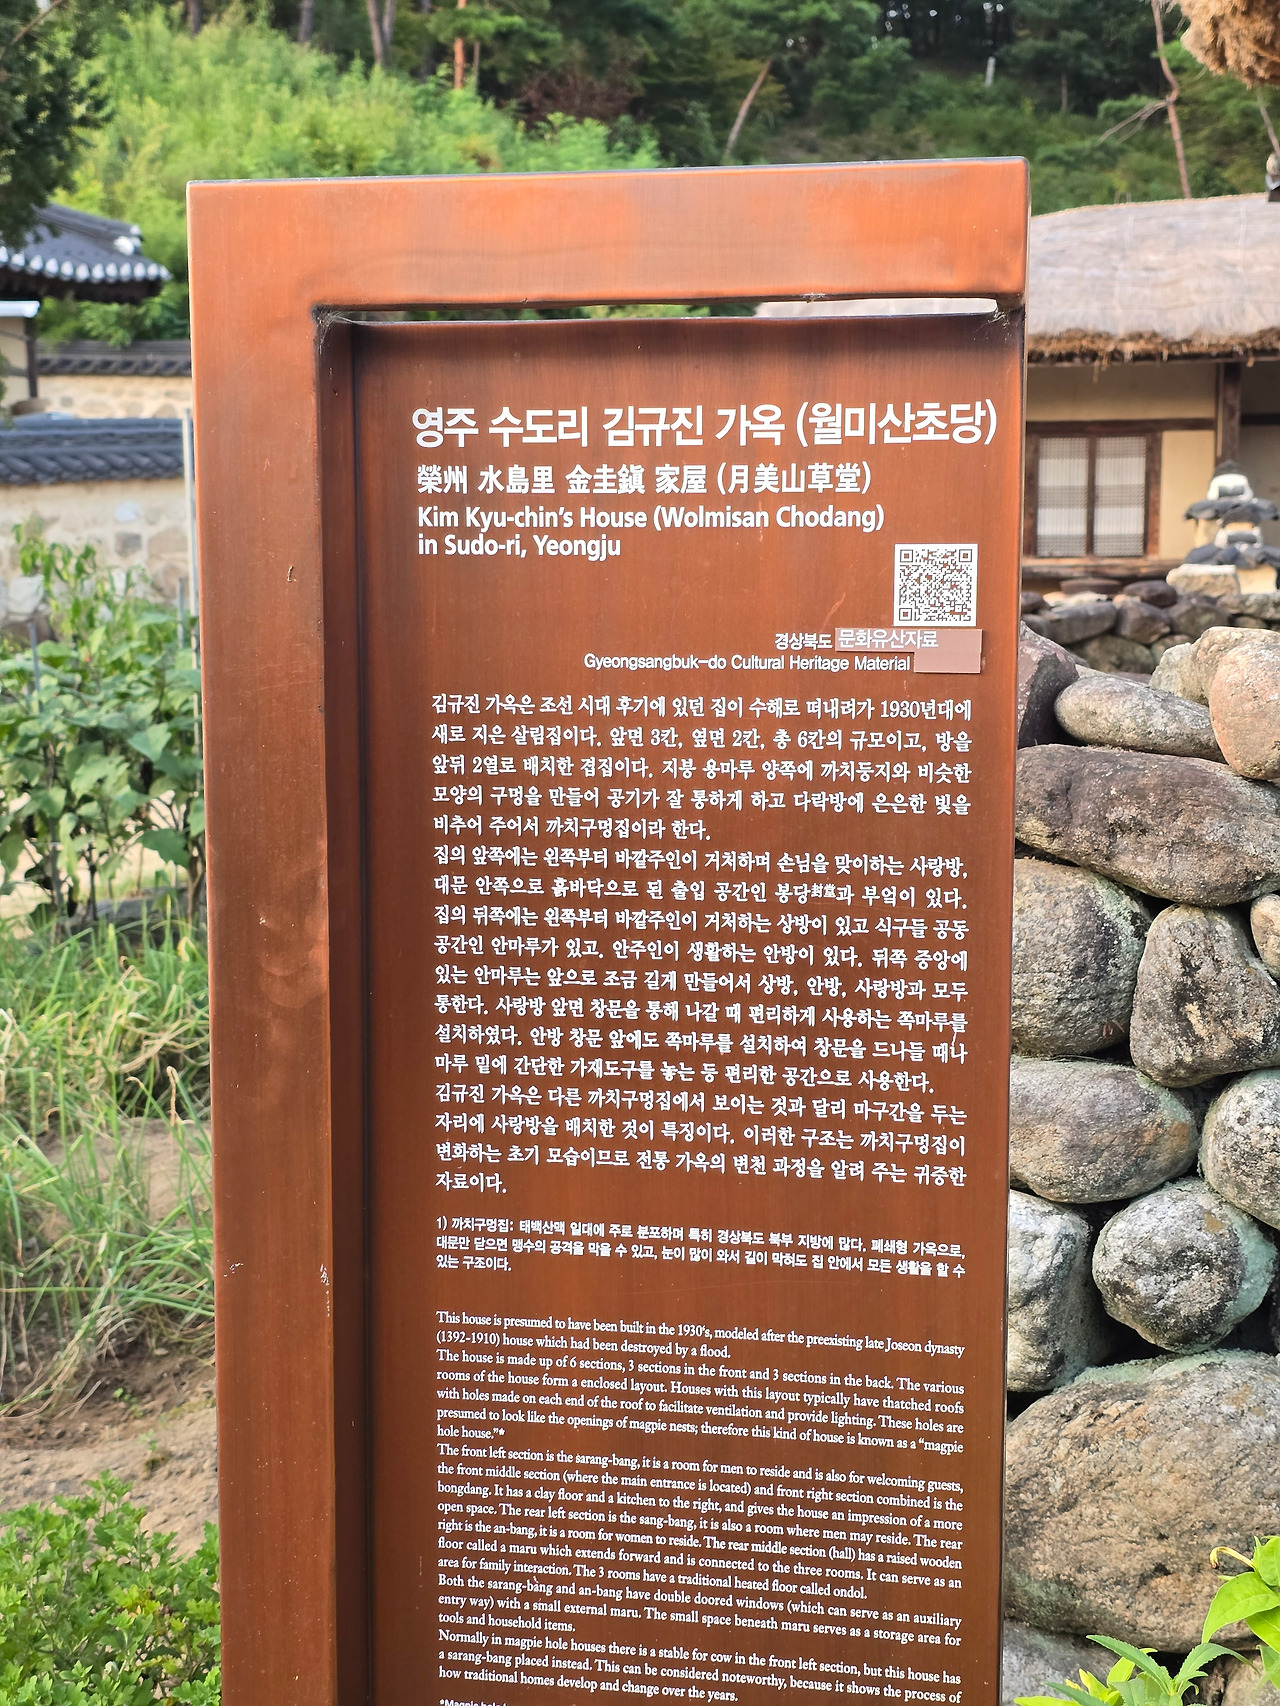 영주 수도리 김규진 가옥 (월미산초당)
榮州 水島里 金圭鎭 家屋 (月美山草堂)
Kim Kyu-chin's House (Wolmisan Chodang)
in Sudo-ri, Yeongju
경상북도 문화유산자료
Gyeongsangbuk-do Cultural Heritage Material
김규진 가옥은 조선 시대 후기에 있던 집이 수해로 떠내려가 1930년대에
새로 지은 살림집이다. 앞면 3칸, 옆면 2칸, 총 6칸의 규모이고, 방을
앞뒤 2열로 배치한 겹집이다. 지붕 용마루 양쪽에 까치둥지와 비슷한
모양의 구멍을 만들어 공기가 잘 통하게 하고 다락방에 은은한 빛을
비추어 주어서 까치구멍집이라 한다.
집의 앞쪽에는 왼쪽부터 바깥주인이 거처하며 손님을 맞이하는 사랑방,
대문 안쪽으로 흙바닥으로 된 출입 공간인 봉당封堂과 부엌이 있다.
집의 뒤쪽에는 왼쪽부터 바깥주인이 거처하는 상방이 있고 식구들 공동
공간인 안마루가 있고, 안주인이 생활하는 안방이 있다. 뒤쪽 중앙에
있는 안마루는 앞으로 조금 길게 만들어서 상방, 안방, 사랑방과 모두
통한다. 사랑방 앞면 창문을 통해 나갈 때 편리하게 사용하는 쪽마루를
설치하였다. 안방 창문 앞에도 쪽마루를 설치하여 창문을 드나들 때나
마루 밑에 간단한 가재도구를 놓는 등 편리한 공간으로 사용한다.
김규진 가옥은 다른 까치구멍집에서 보이는 것과 달리 마구간을 두는
자리에 사랑방을 배치한 것이 특징이다. 이러한 구조는 까치구멍집이
변화하는 초기 모습이므로 전통 가옥의 변천 과정을 알려 주는 귀중한
자료이다.
1) 까치구멍집: 태백산맥 일대에 주로 분포하며 특히 경상북도 북부 지방에 많다. 폐쇄형 가옥으로,
대문만 닫으면 맹수의 공격을 막을 수 있고, 눈이 많이 와서 길이 막혀도 집 안에서 모든 생활을 할 수
있는 구조이다.
This house is presumed to have been built in the 1930's, modeled after the preexisting late Joseon dynasty
(1392-1910) house which had been destroyed by a flood.
The house is made up of 6 sections, 3 sections in the front and 3 sections in the back. The various
rooms of the house form a enclosed layout. Houses with this layout typically have thatched roofs
with holes made on each end of the roof to facilitate ventilation and provide lighting. These holes are
presumed to look like the openings of magpie nests; therefore this kind of house is known as a "magpie
hole house."*
The front left section is the sarang-bang, it is a room for men to reside and is also for welcoming guests,
the front middle section (where the main entrance is located) and front right section combined is the
bongdang. It has a clay floor and a kitchen to the right, and gives the house an impression of a more
open space. The rear left section is the sang-bang, it is also a room where men may reside. The rear
right is the an-bang, it is a room for women to reside. The rear middle section (hall) has a raised wooden
floor called a maru which extends forward and is connected to the three rooms. It can serve as an
area for family interaction. The 3 rooms have a traditional heated floor called ondol.
Both the sarang-bang and an-bang have double doored windows (which can serve as an auxiliary
entry way) with a small external maru. The small space beneath maru serves as a storage area for
tools and household items.
Normally in magpie hole houses there is a stable for cow in the front left section, but this house has
a sarang-bang placed instead. This can be considered noteworthy, because it shows the process of
how traditional homes develop and change over the years.